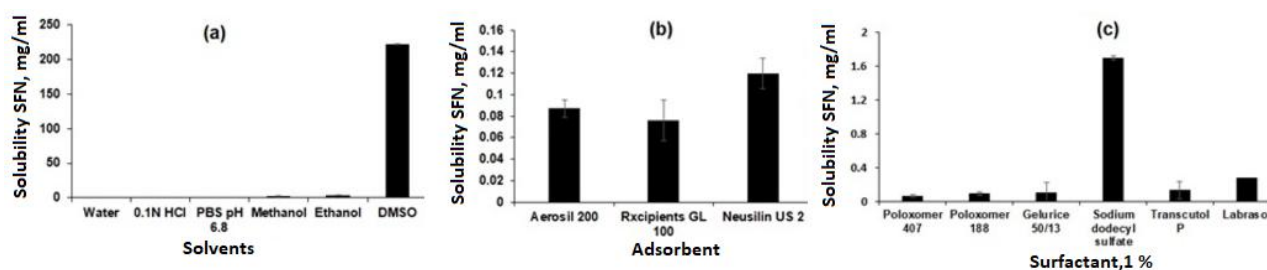 (a)
Solubility SFN, mg/ml
250
200
150
100
50
0
Water 0.1N HCl PBS pH Methanol Ethanol DMSO
6.8
Solvents
(b)
Solubility SFN, mg/ml
0.16
0.14
0.12
0.1
0.08
0.06
0.04
0.02
0
Aerosil 200 Rxcipients GL Neusilin US 2
100
Adsorbent
(c)
Solubility SFN, mg/ml
2
1.6
1.2
0.8
0.4
0
Poloxomer Poloxomer Gelurice Sodium Transcutol Labrasol
407 188 50/13 dodecyl P
sulfate
Surfactant,1 %